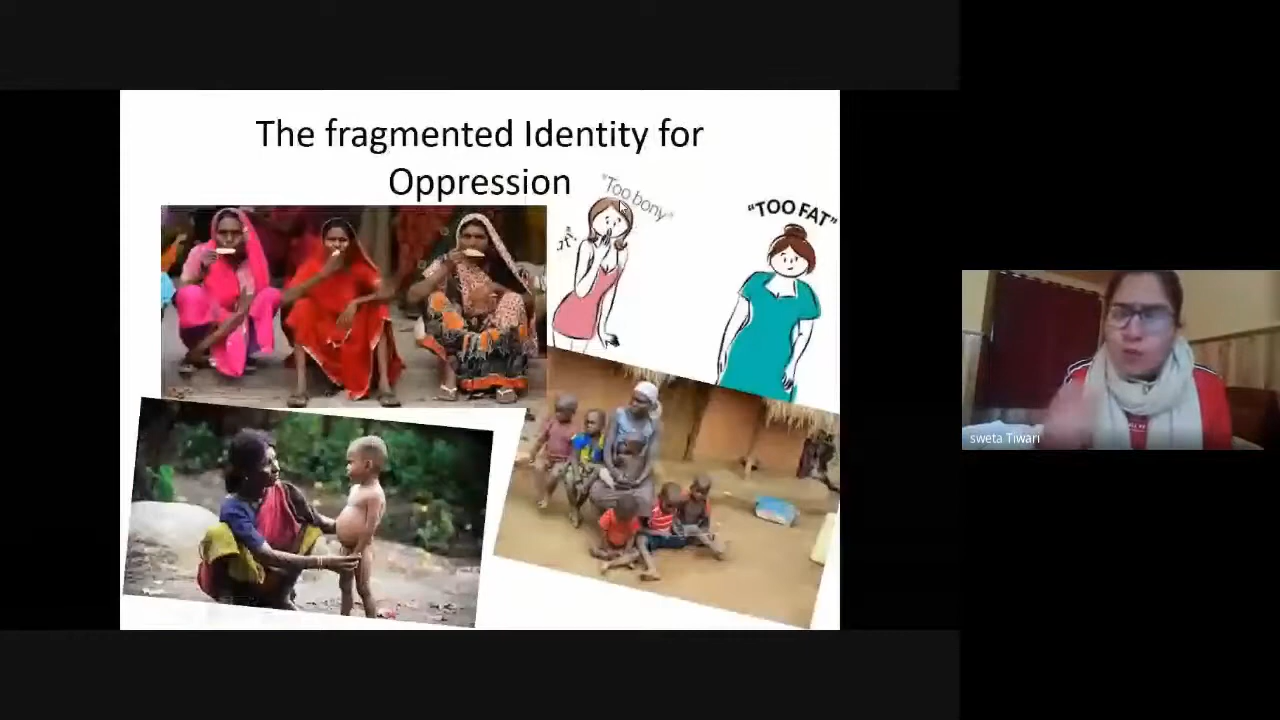 The fragmented Identity for
Oppression
"Too bony"
"TOO FAT"
sweta Tiwari